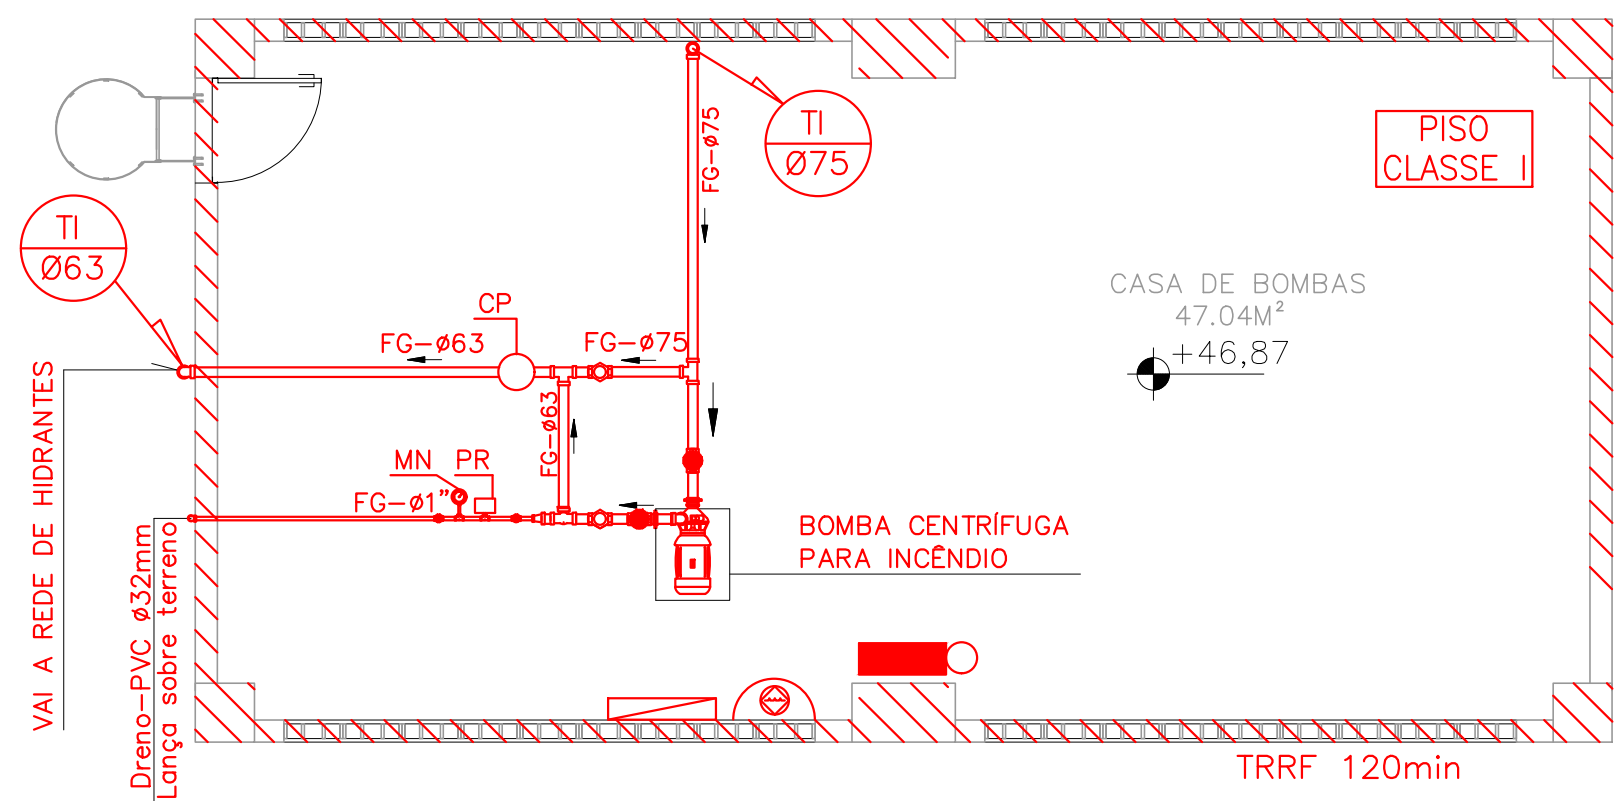 TI
Ø75
FG-ø75
PISO
CLASSE I
TI
Ø63
CASA DE BOMBAS
47.04M²
+46,87
CP
FG-ø63
FG-ø75
FG-ø63
MN
PR
FG-ø1"
BOMBA CENTRÍFUGA
PARA INCÊNDIO
VAI A REDE DE HIDRANTES
Dreno-PVC ø32mm
Lança sobre terreno
TRRF 120min